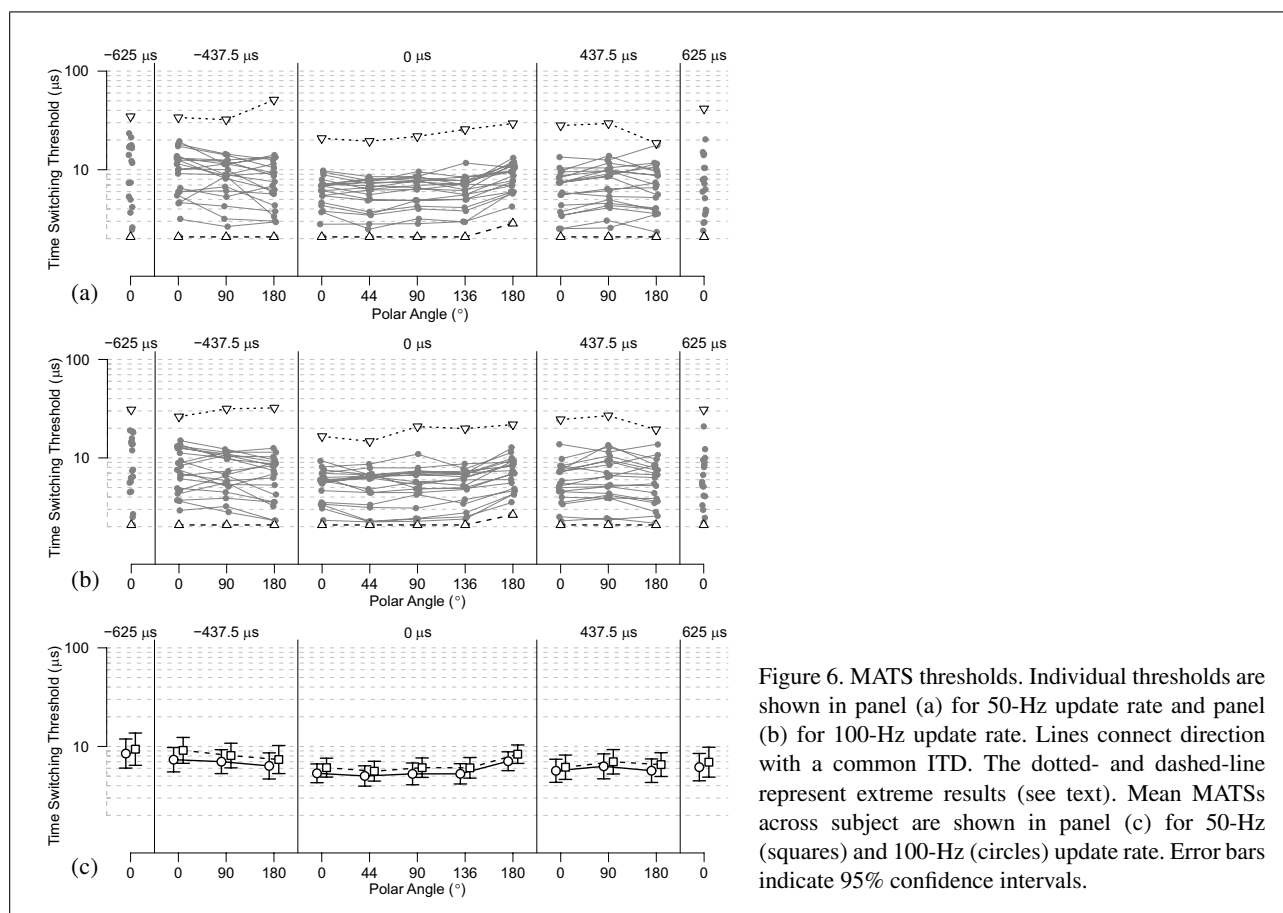 −625 μs −437.5 μs 0 μs 437.5 μs 625 μs
100
10
Time Switching Threshold (μs)
0 0 90 180 0 44 90 136 180 0 90 180 0
(a)
Polar Angle (°)
−625 μs −437.5 μs 0 μs 437.5 μs 625 μs
100
10
Time Switching Threshold (μs)
0 0 90 180 0 44 90 136 180 0 90 180 0
(b)
Polar Angle (°)
−625 μs −437.5 μs 0 μs 437.5 μs 625 μs
100
10
Time Switching Threshold (μs)
0 0 90 180 0 44 90 136 180 0 90 180 0
(c)
Polar Angle (°)
Figure 6. MATS thresholds. Individual thresholds are
shown in panel (a) for 50-Hz update rate and panel
(b) for 100-Hz update rate. Lines connect direction
with a common ITD. The dotted- and dashed-line
represent extreme results (see text). Mean MATSs
across subject are shown in panel (c) for 50-Hz
(squares) and 100-Hz (circles) update rate. Error bars
indicate 95% confidence intervals.